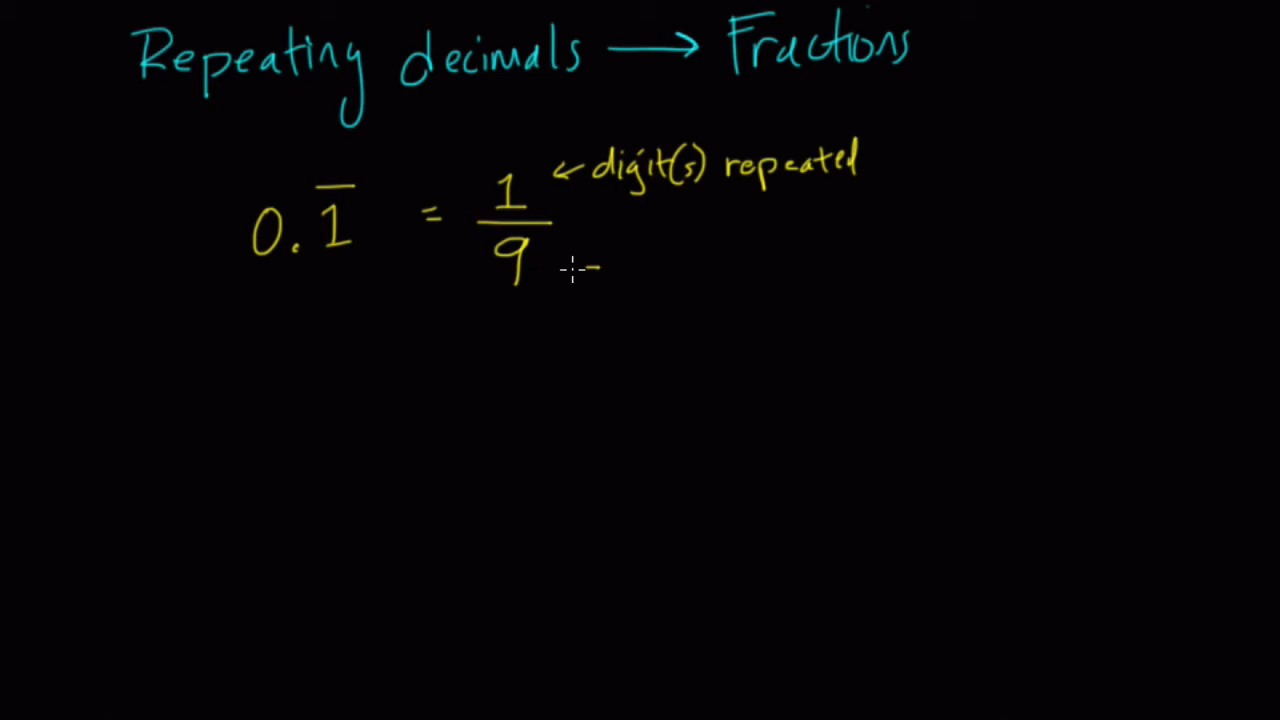 Repeating decimals → Fractions
← digit(s) repeated
0.1̅ = 1/9